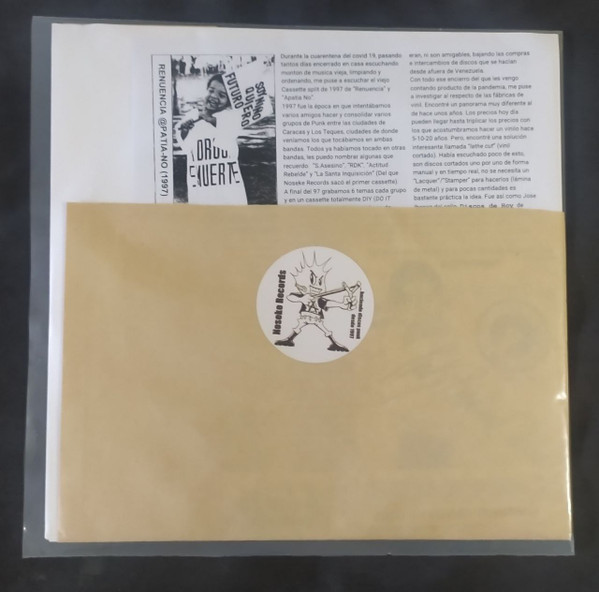 RENUENCIA @PATIA-NO (1997)
SOY NIÑO
QUIERO
FUTURO
Durante la cuarentena del covid 19, pasando
tantos días encerrado en casa escuchando
monton de musica vieja, limpiando y
ordenando, me puse a escuchar el viejo
Cassette split de 1997 de "Renuencia" y
"Apatia No".
1997 fue la época en que intentábamos
varios amigos hacer y consolidar varios
grupos de Punk entre las ciudades de
Caracas y Los Teques, ciudades de donde
veníamos los que tocábamos en ambas
bandas. Todos ya habíamos tocado en otras
bandas, les puedo nombrar algunas que
recuerdo: "S.Asesino", "RDK", "Actitud
Rebelde" y "La Santa Inquisición" (Del que
Noseke Records sacó el primer cassette)
A final del 97 grabamos 6 temas cada grupo
y en un cassette totalmente DIY (DO IT
eran, ni son amigables, bajando las compras
e intercambios de discos que se hacían
desde afuera de Venezuela.
Con todo ese encierro del que les vengo
contando producto de la pandemia, me puse
a investigar al respecto de las fábricas de
vinil. Encontré un panorama muy diferente al
de hace unos años. Los precios hoy día
pueden llegar hasta triplicar los precios con
los que acostumbramos hacer un vinilo hace
5-10-20 años. Pero, encontré una solución
interesante llamada "lathe cut" (vinil
cortado). Había escuchado poco de esto,
son discos cortados uno por uno de forma
manual y en tiempo real, no se necesita un
"Lacquer"/"Stamper" para hacerlos (lámina
de metal) y para pocas cantidades es
bastente práctica la idea. Fue así como Jose
Noseke Records
haciendo discos punk
desde 1997